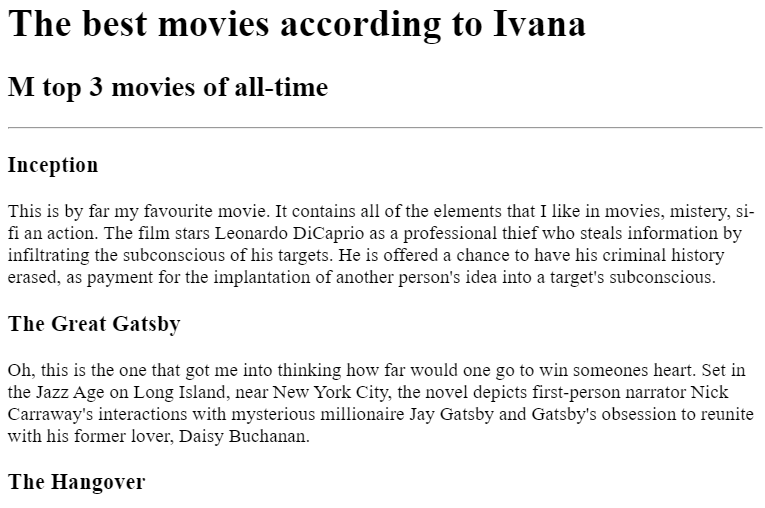 The best movies according to Ivana
M top 3 movies of all-time
Inception
This is by far my favourite movie. It contains all of the elements that I like in movies, mistery, si-
fi an action. The film stars Leonardo DiCaprio as a professional thief who steals information by
infiltrating the subconscious of his targets. He is offered a chance to have his criminal history
erased, as payment for the implantation of another person's idea into a target's subconscious.
The Great Gatsby
Oh, this is the one that got me into thinking how far would one go to win someones heart. Set in
the Jazz Age on Long Island, near New York City, the novel depicts first-person narrator Nick
Carraway's interactions with mysterious millionaire Jay Gatsby and Gatsby's obsession to reunite
with his former lover, Daisy Buchanan.
The Hangover